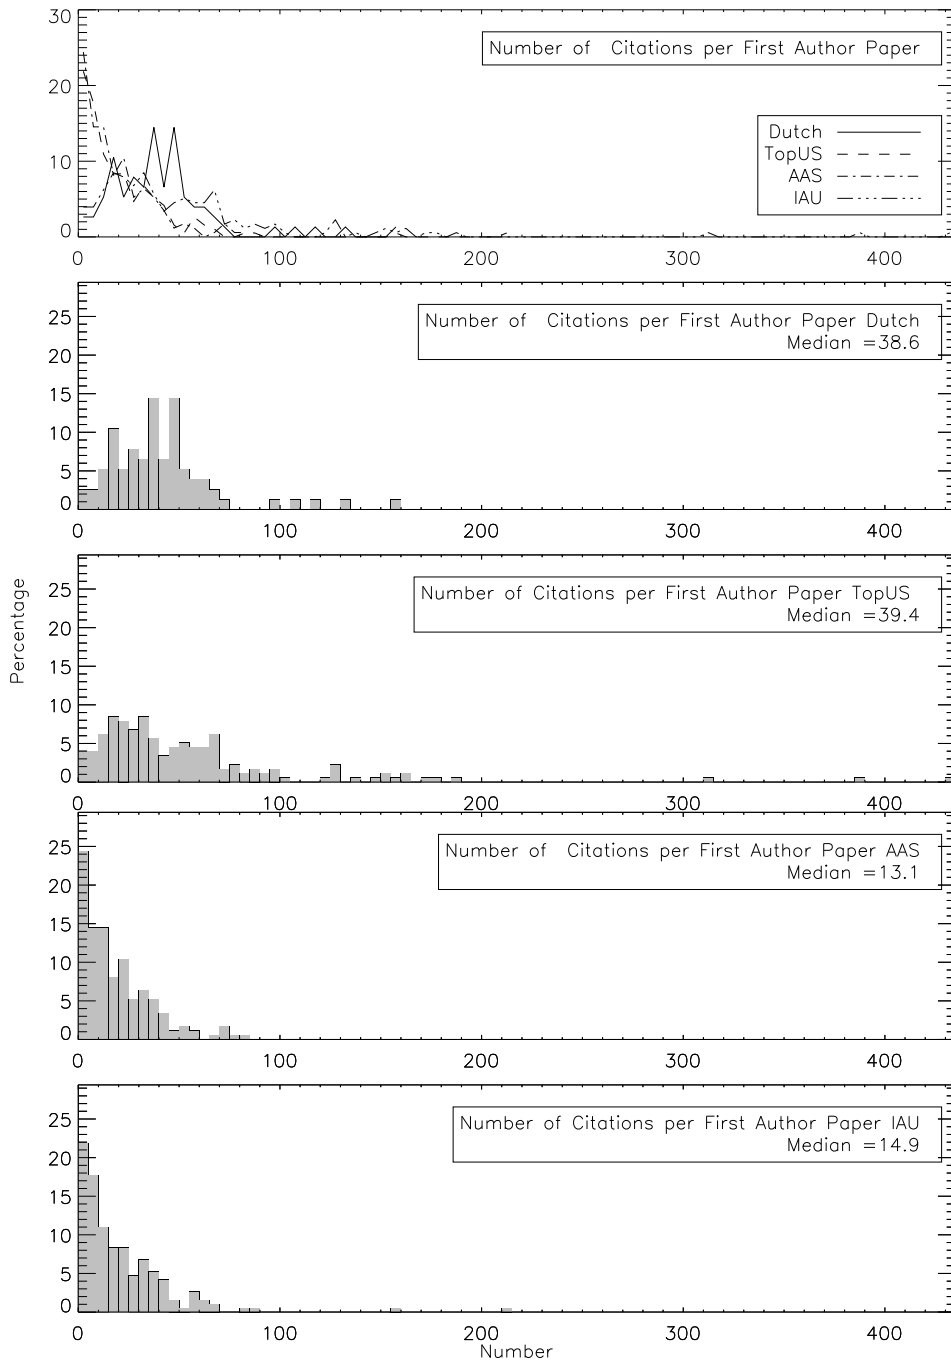 30
20
10
0
Number of  Citations per First Author Paper
Dutch
TopUS
AAS
IAU
0 100 200 300 400
25
20
15
10
5
0
Number of  Citations per First Author Paper Dutch
Median =38.6
0 100 200 300 400
Percentage
25
20
15
10
5
0
Number of Citations per First Author Paper TopUS
Median =39.4
0 100 200 300 400
25
20
15
10
5
0
Number of  Citations per First Author Paper AAS
Median =13.1
0 100 200 300 400
25
20
15
10
5
0
Number of Citations per First Author Paper IAU
Median =14.9
0 100 200 300 400
Number